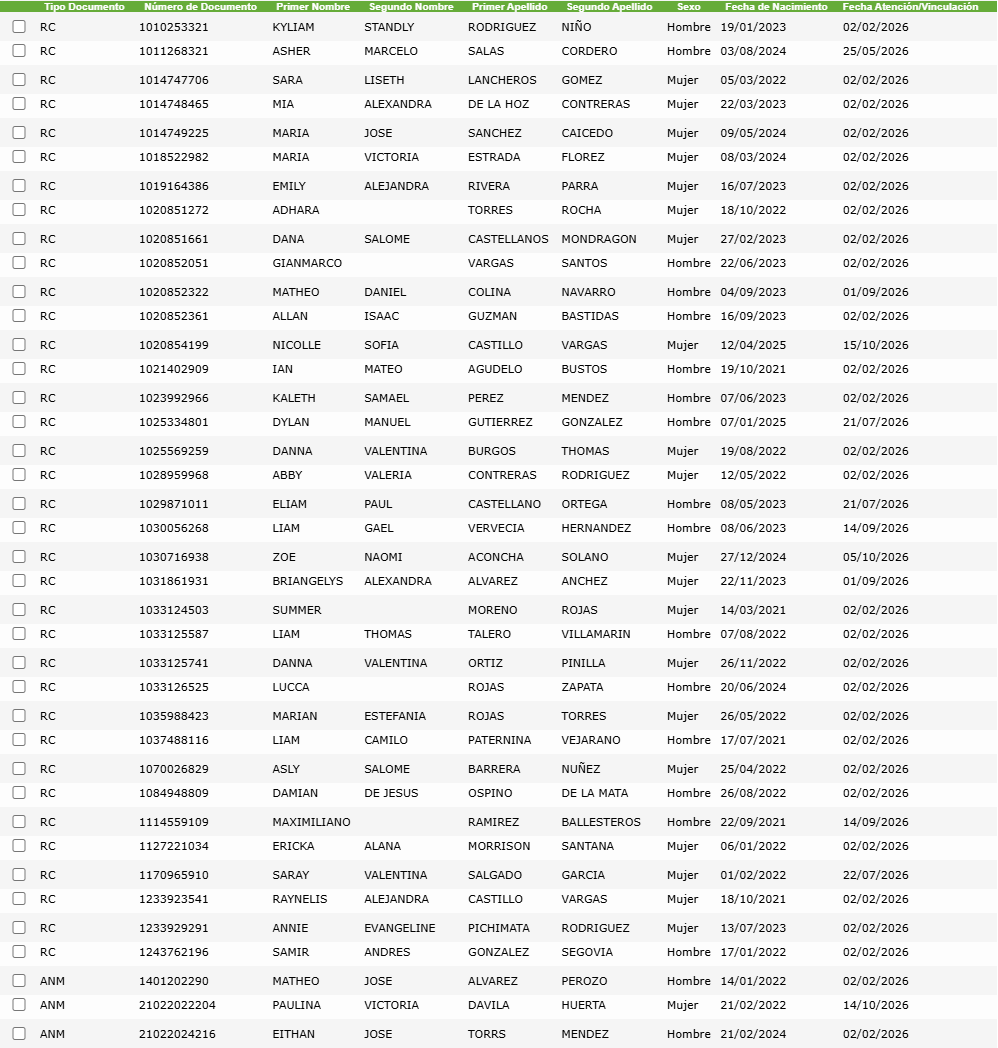 Tipo Documento Número de Documento Primer Nombre Segundo Nombre Primer Apellido Segundo Apellido Sexo Fecha de Nacimiento Fecha Atención/Vinculación
RC 1010253321 KYLIAM STANDLY RODRIGUEZ NIÑO Hombre 19/01/2023 02/02/2026
RC 1011268321 ASHER MARCELO SALAS CORDERO Hombre 03/08/2024 25/05/2026
RC 1014747706 SARA LISETH LANCHEROS GOMEZ Mujer 05/03/2022 02/02/2026
RC 1014748465 MIA ALEXANDRA DE LA HOZ CONTRERAS Mujer 22/03/2023 02/02/2026
RC 1014749225 MARIA JOSE SANCHEZ CAICEDO Mujer 09/05/2024 02/02/2026
RC 1018522982 MARIA VICTORIA ESTRADA FLOREZ Mujer 08/03/2024 02/02/2026
RC 1019164386 EMILY ALEJANDRA RIVERA PARRA Mujer 16/07/2023 02/02/2026
RC 1020851272 ADHARA TORRES ROCHA Mujer 18/10/2022 02/02/2026
RC 1020851661 DANA SALOME CASTELLANOS MONDRAGON Mujer 27/02/2023 02/02/2026
RC 1020852051 GIANMARCO VARGAS SANTOS Hombre 22/06/2023 02/02/2026
RC 1020852322 MATHEO DANIEL COLINA NAVARRO Hombre 04/09/2023 01/09/2026
RC 1020852361 ALLAN ISAAC GUZMAN BASTIDAS Hombre 16/09/2023 02/02/2026
RC 1020854199 NICOLLE SOFIA CASTILLO VARGAS Mujer 12/04/2025 15/10/2026
RC 1021402909 IAN MATEO AGUDELO BUSTOS Hombre 19/10/2021 02/02/2026
RC 1023992966 KALETH SAMAEL PEREZ MENDEZ Hombre 07/06/2023 02/02/2026
RC 1025334801 DYLAN MANUEL GUTIERREZ GONZALEZ Hombre 07/01/2025 21/07/2026
RC 1025569259 DANNA VALENTINA BURGOS THOMAS Mujer 19/08/2022 02/02/2026
RC 1028959968 ABBY VALERIA CONTRERAS RODRIGUEZ Mujer 12/05/2022 02/02/2026
RC 1029871011 ELIAM PAUL CASTELLANO ORTEGA Hombre 08/05/2023 21/07/2026
RC 1030056268 LIAM GAEL VERVECIA HERNANDEZ Hombre 08/06/2023 14/09/2026
RC 1030716938 ZOE NAOMI ACONCHA SOLANO Mujer 27/12/2024 05/10/2026
RC 1031861931 BRIANGELYS ALEXANDRA ALVAREZ ANCHEZ Mujer 22/11/2023 01/09/2026
RC 1033124503 SUMMER MORENO ROJAS Mujer 14/03/2021 02/02/2026
RC 1033125587 LIAM THOMAS TALERO VILLAMARIN Hombre 07/08/2022 02/02/2026
RC 1033125741 DANNA VALENTINA ORTIZ PINILLA Mujer 26/11/2022 02/02/2026
RC 1033126525 LUCCA ROJAS ZAPATA Hombre 20/06/2024 02/02/2026
RC 1035988423 MARIAN ESTEFANIA ROJAS TORRES Mujer 26/05/2022 02/02/2026
RC 1037488116 LIAM CAMILO PATERNINA VEJARANO Hombre 17/07/2021 02/02/2026
RC 1070026829 ASLY SALOME BARRERA NUÑEZ Mujer 25/04/2022 02/02/2026
RC 1084948809 DAMIAN DE JESUS OSPINO DE LA MATA Hombre 26/08/2022 02/02/2026
RC 1114559109 MAXIMILIANO RAMIREZ BALLESTEROS Hombre 22/09/2021 14/09/2026
RC 1127221034 ERICKA ALANA MORRISON SANTANA Mujer 06/01/2022 02/02/2026
RC 1170965910 SARAY VALENTINA SALGADO GARCIA Mujer 01/02/2022 22/07/2026
RC 1233923541 RAYNELIS ALEJANDRA CASTILLO VARGAS Mujer 18/10/2021 02/02/2026
RC 1233929291 ANNIE EVANGELINE PICHIMATA RODRIGUEZ Mujer 13/07/2023 02/02/2026
RC 1243762196 SAMIR ANDRES GONZALEZ SEGOVIA Hombre 17/01/2022 02/02/2026
ANM 1401202290 MATHEO JOSE ALVAREZ PEROZO Hombre 14/01/2022 02/02/2026
ANM 21022022204 PAULINA VICTORIA DAVILA HUERTA Mujer 21/02/2022 14/10/2026
ANM 21022024216 EITHAN JOSE TORRS MENDEZ Hombre 21/02/2024 02/02/2026